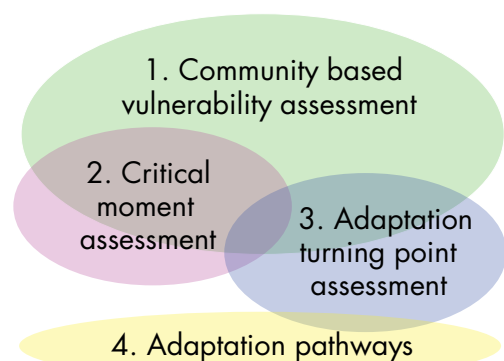 1. Community based
vulnerability assessment
2. Critical
moment
assessment
3. Adaptation
turning point
assessment
4. Adaptation pathways